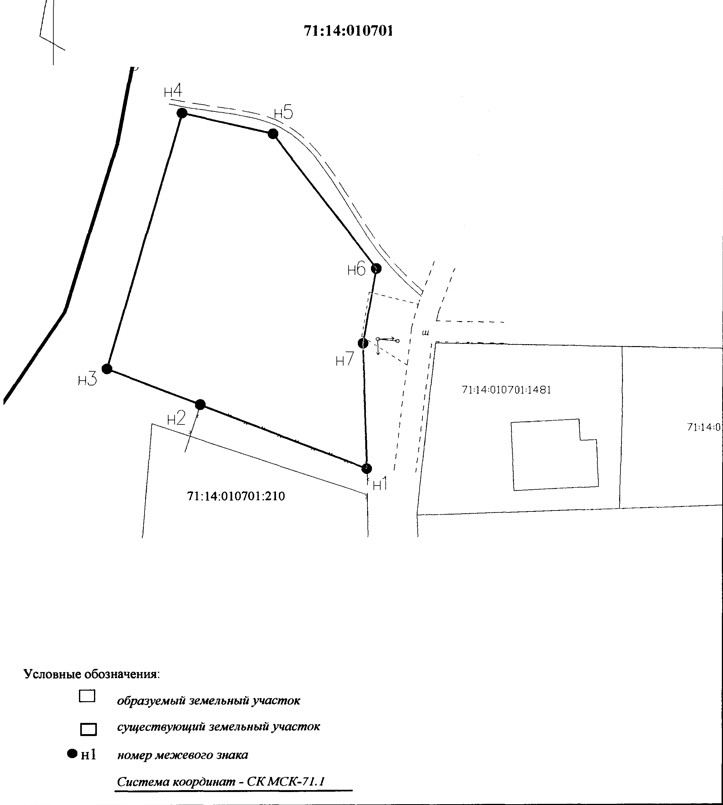 71:14:010701
н4
н5
н6
ш
н7
н3
71:14:010701:1481
н2
71:14:0
н1
71:14:010701:210
Условные обозначения:
образуемый земельный участок
существующий земельный участок
н1 номер межевого знака
Система координат - СК МСК-71.1